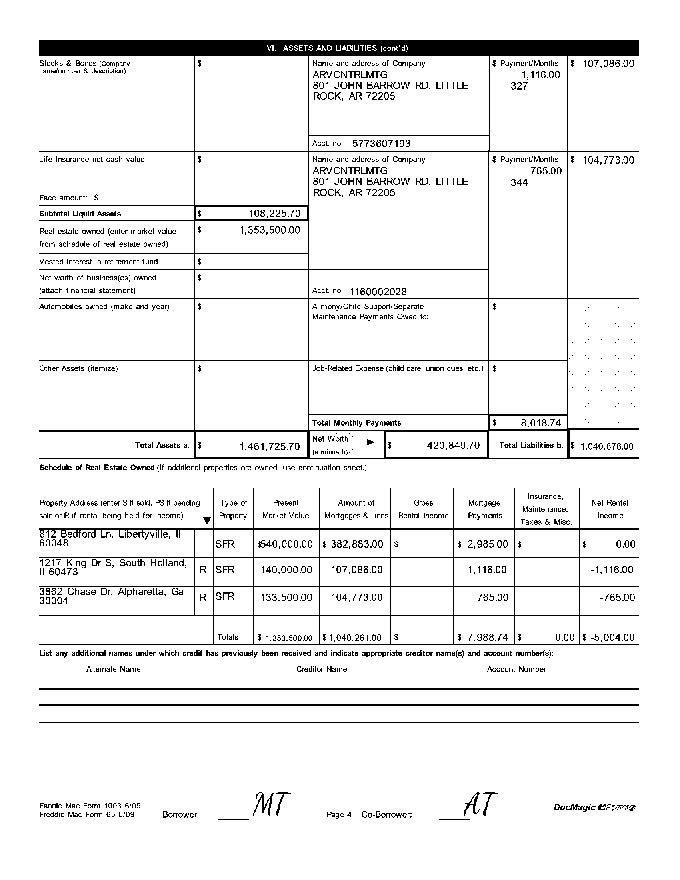 VI. ASSETS AND LIABILITIES (cont'd)
Stocks & Bonds (Company
name/number & description)
$
Name and address of Company
ARVCNTRLMTG
801 JOHN BARROW RD. LITTLE
ROCK, AR 72205
$ Payment/Months
1,116.00
327
$ 107,086.00
Acct. no. 5773607193
Life Insurance net cash value
Face amount: $
$
Name and address of Company
ARVCNTRLMTG
801 JOHN BARROW RD. LITTLE
ROCK, AR 72205
$ Payment/Months
765.00
344
$ 104,773.00
Subtotal Liquid Assets
$ 108,225.70
Real estate owned (enter market value
from schedule of real estate owned)
$ 1,353,500.00
Vested interest in retirement fund
$
Net worth of business(es) owned
(attach financial statement)
$
Acct. no. 1160002028
Automobiles owned (make and year)
$
Alimony/Child Support/Separate
Maintenance Payments Owed to:
$
Other Assets (itemize)
$
Job-Related Expense (child care, union dues, etc.)
$
Total Monthly Payments
$ 8,018.74
Total Assets a.
$ 1,461,725.70
Net Worth
(a minus b)
$ 420,849.70
Total Liabilities b.
$ 1,040,876.00
Schedule of Real Estate Owned (If additional properties are owned, use continuation sheet.)
Property Address (enter S if sold, PS if pending
sale or R if rental being held for income)
Type of
Property
Present
Market Value
Amount of
Mortgages & Liens
Gross
Rental Income
Mortgage
Payments
Insurance,
Maintenance,
Taxes & Misc.
Net Rental
Income
912 Bedford Ln. Libertyville, Il
60048
SFR
$540,000.00
$ 382,883.00
$
$ 2,985.00
$
$ 0.00
1217 King Dr S, South Holland,
Il 60473
R
SFR
140,000.00
107,086.00
1,116.00
-1,116.00
3862 Chase Dr. Alpharetta, Ga
30004
R
SFR
133,500.00
104,773.00
765.00
-765.00
Totals
$ 1,353,500.00
$ 1,040,261.00
$
$ 7,988.74
$ 0.00
$ -5,004.00
List any additional names under which credit has previously been received and indicate appropriate creditor name(s) and account number(s):
Alternate Name
Creditor Name
Account Number
Fannie Mae Form 1003 6/05
Freddie Mac Form 65
Borrower
MT
Page 4
Co-Borrower:
AT
DocMagic